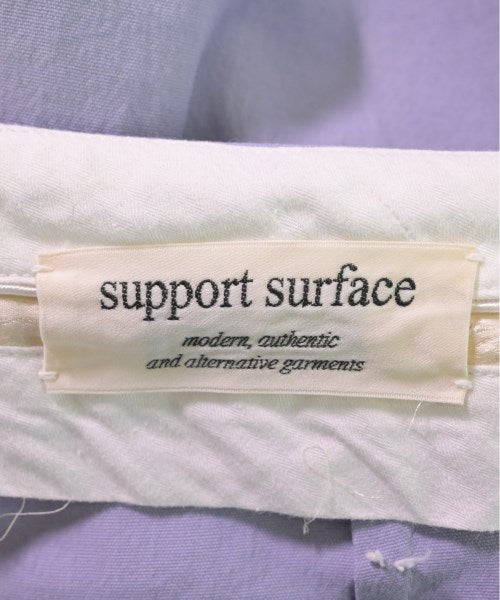 support surface
modern, authentic
and alternative garments